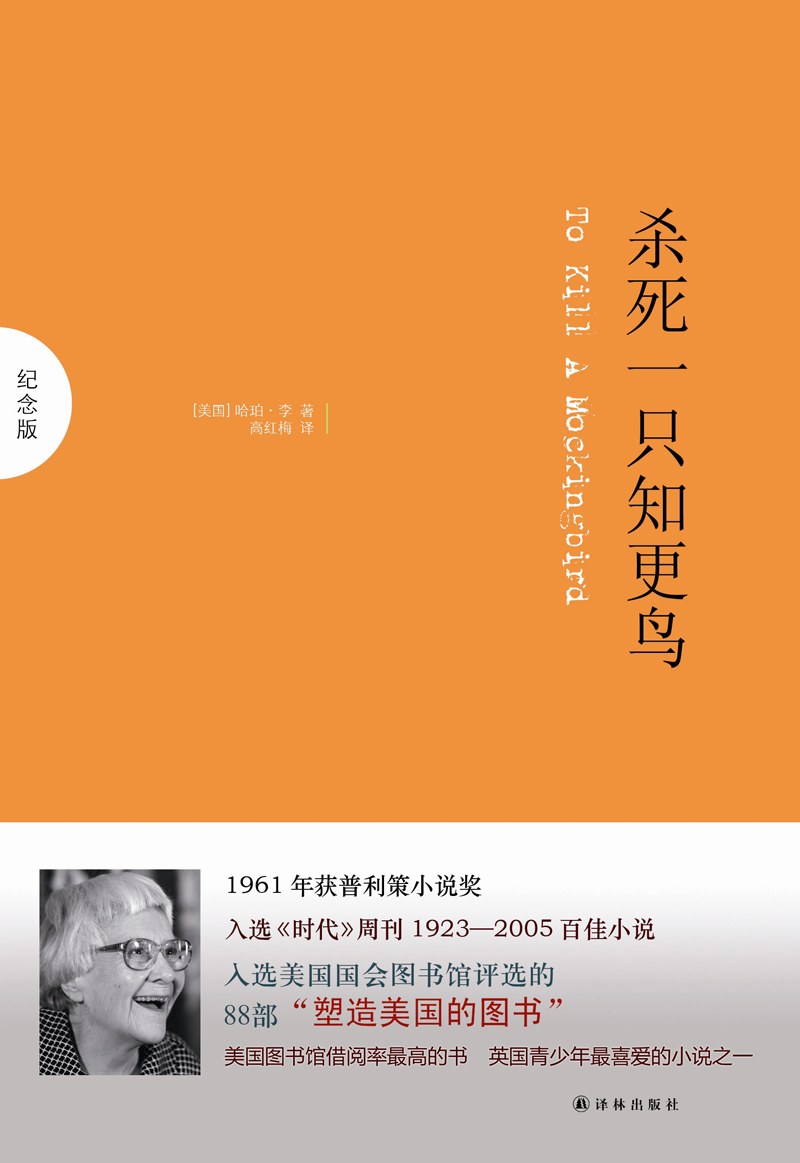 杀死一只知更鸟
To Kill A Mockingbird
[美国] 哈珀·李 著
高红梅 译
纪念版
1961 年获普利策小说奖
入选《时代》周刊 1923—2005 百佳小说
入选美国国会图书馆评选的
88部“塑造美国的图书”
美国图书馆借阅率最高的书 英国青少年最喜爱的小说之一
译林出版社